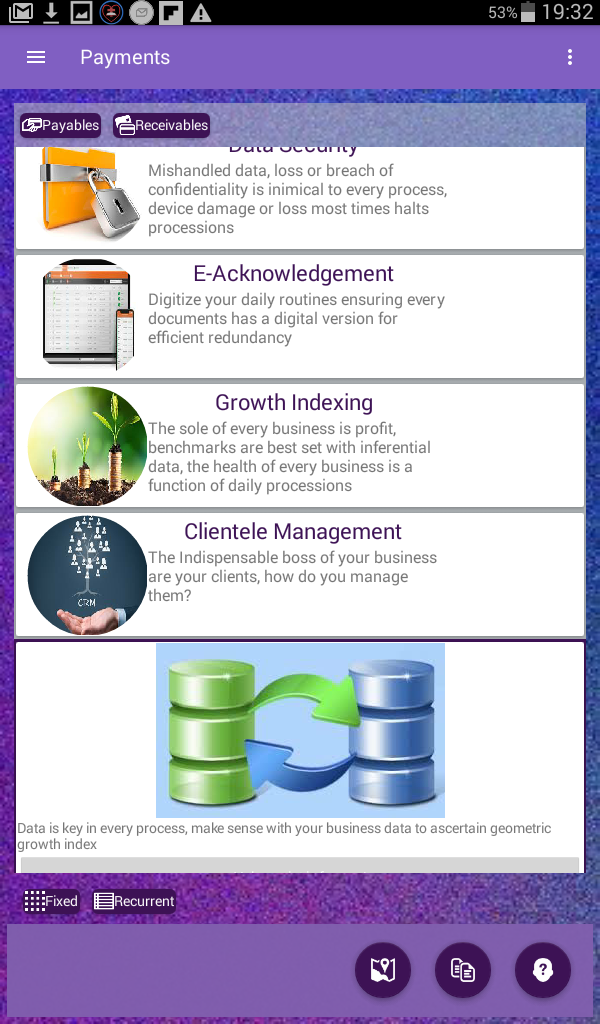 53% 19:32
Payments
Payables Receivables
Data Security
Mishandled data, loss or breach of
confidentiality is inimical to every process,
device damage or loss most times halts
processions
E-Acknowledgement
Digitize your daily routines ensuring every
documents has a digital version for
efficient redundancy
Growth Indexing
The sole of every business is profit,
benchmarks are best set with inferential
data, the health of every business is a
function of daily processions
Clientele Management
The Indispensable boss of your business
are your clients, how do you manage
them?
CRM
Data is key in every process, make sense with your business data to ascertain geometric
growth index
Fixed Recurrent